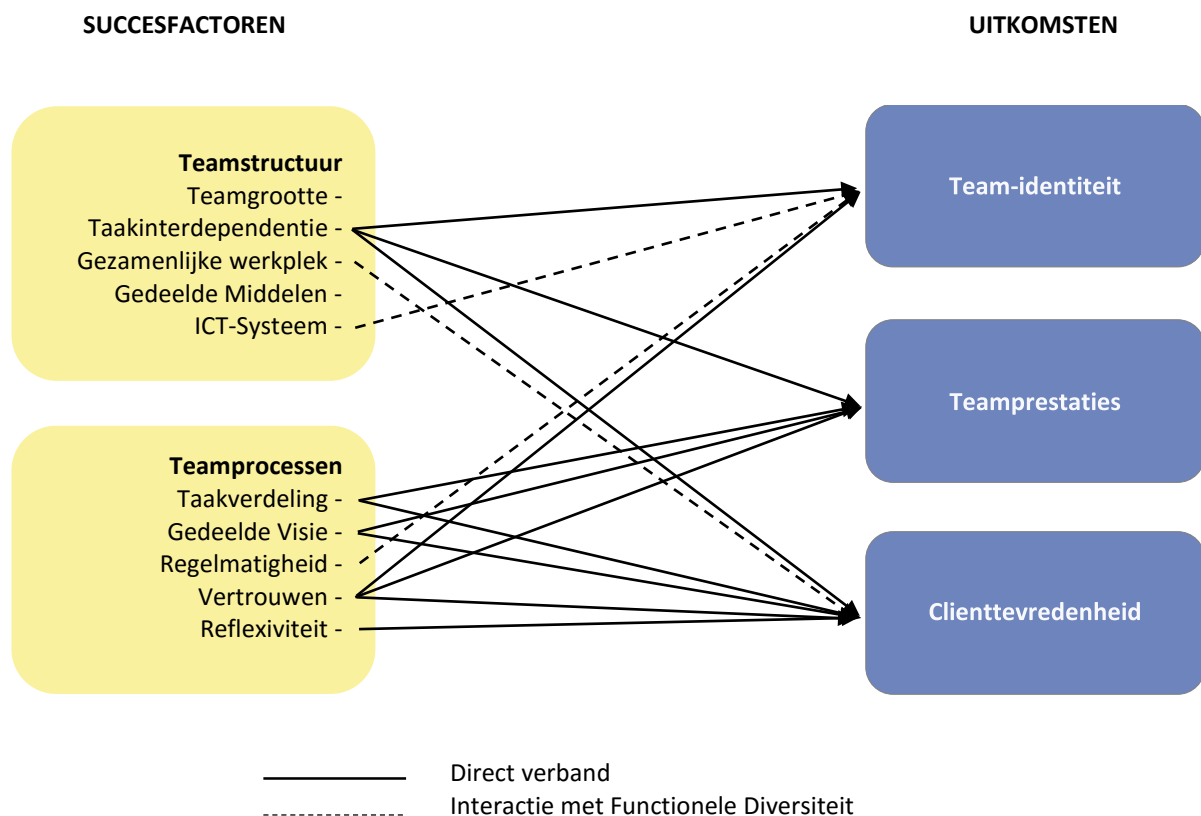 SUCCESFACTOREN
UITKOMSTEN
Teamstructuur
Teamgrootte -
Taakinterdependentie -
Gezamenlijke werkplek -
Gedeelde Middelen -
ICT-Systeem -
Teamprocessen
Taakverdeling -
Gedeelde Visie -
Regelmatigheid -
Vertrouwen -
Reflexiviteit -
Team-identiteit
Teamprestaties
Clienttevredenheid
Direct verband
Interactie met Functionele Diversiteit